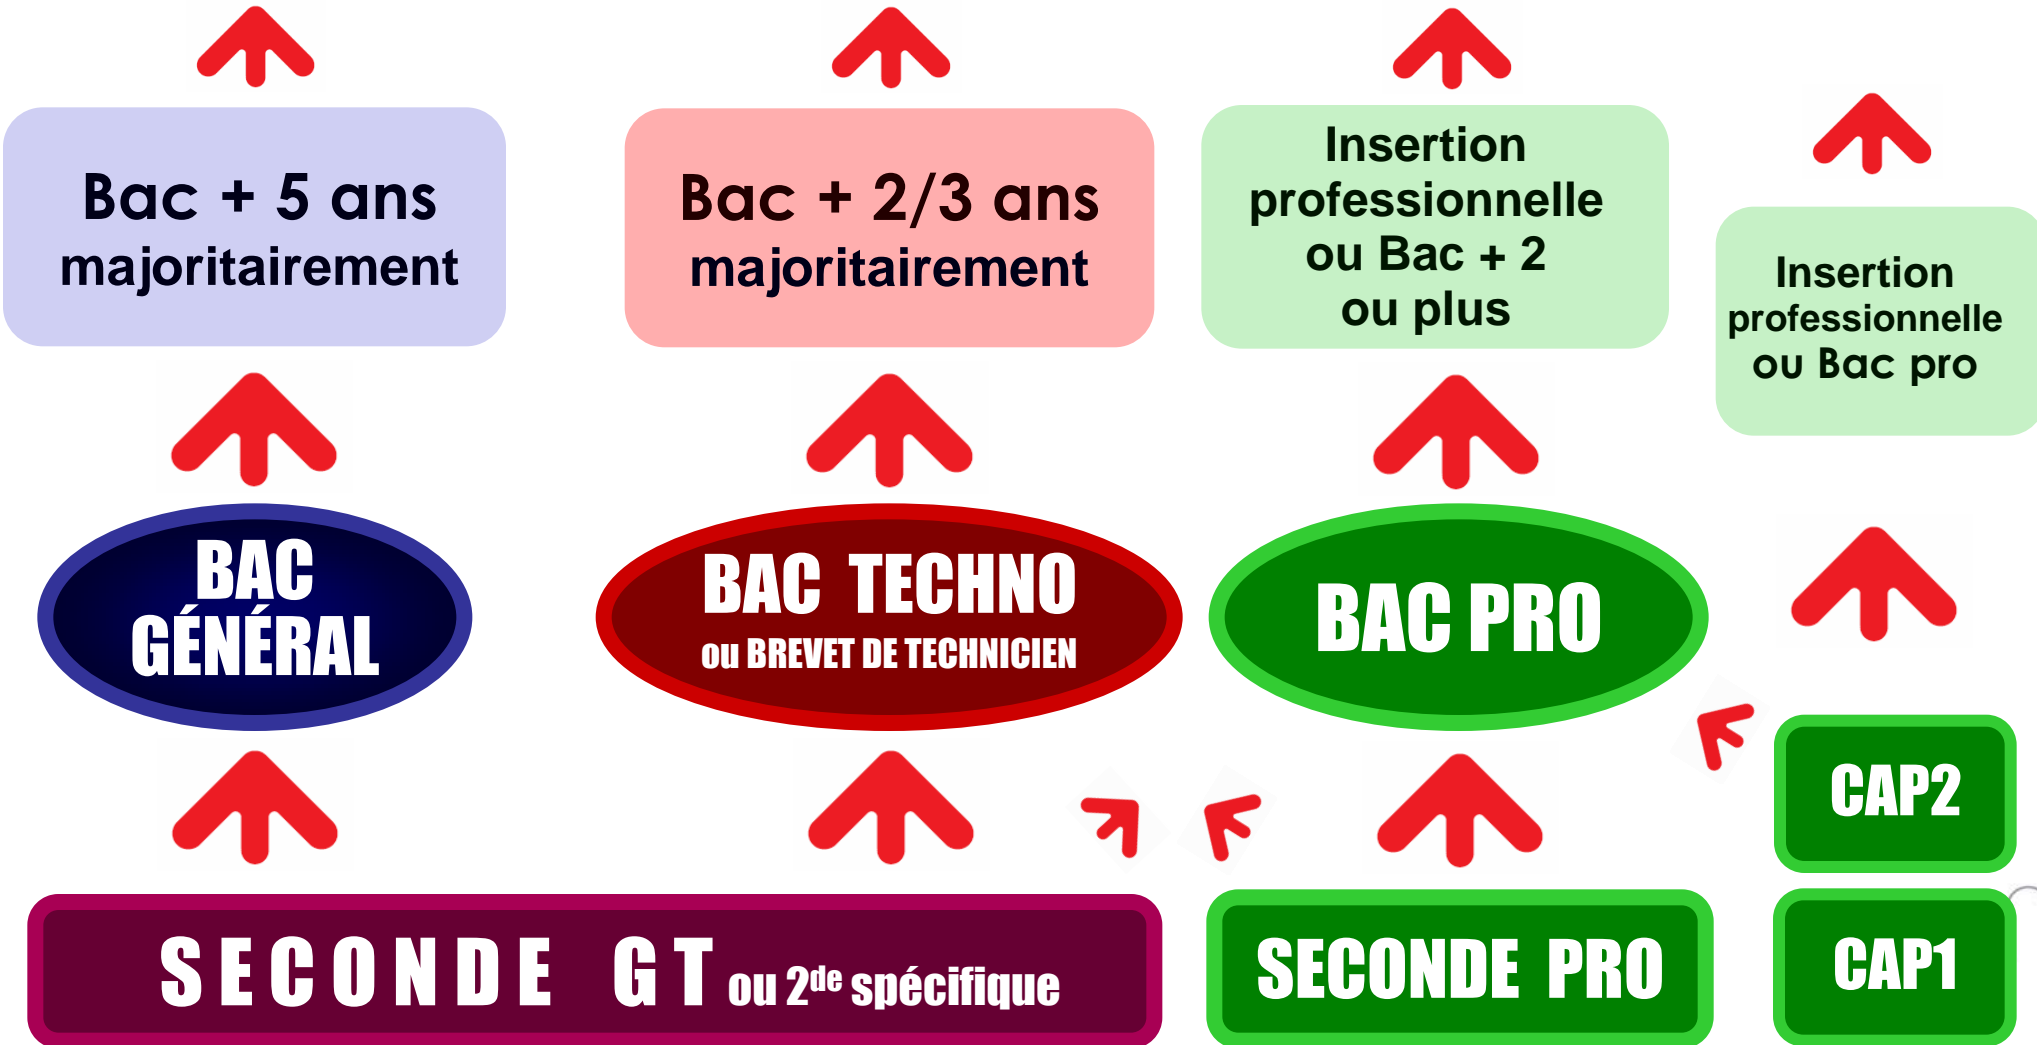 Bac + 5 ans
majoritairement
Bac + 2/3 ans
majoritairement
Insertion
professionnelle
ou Bac + 2
ou plus
Insertion
professionnelle
ou Bac pro
BAC
GÉNÉRAL
BAC TECHNO
ou BREVET DE TECHNICIEN
BAC PRO
CAP2
SECONDE GT ou 2de spécifique
SECONDE PRO
CAP1